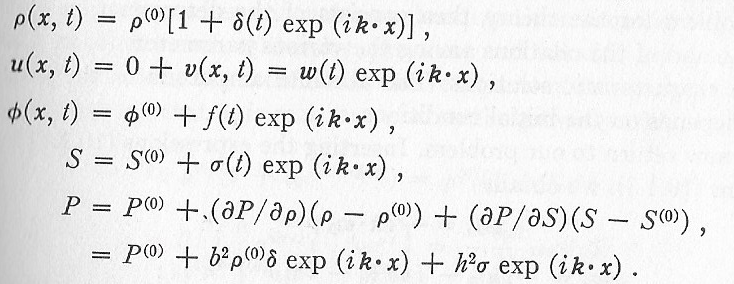 ρ(x, t) = ρ⁽⁰⁾[1 + δ(t) exp (ik·x)] ,
u(x, t) = 0 + v(x, t) = w(t) exp (ik·x) ,
ϕ(x, t) = ϕ⁽⁰⁾ + f(t) exp (ik·x) ,
S = S⁽⁰⁾ + σ(t) exp (ik·x) ,
P = P⁽⁰⁾ + (∂P/∂ρ)(ρ − ρ⁽⁰⁾) + (∂P/∂S)(S − S⁽⁰⁾) ,
= P⁽⁰⁾ + b²ρ⁽⁰⁾δ exp (ik·x) + h²σ exp (ik·x) .